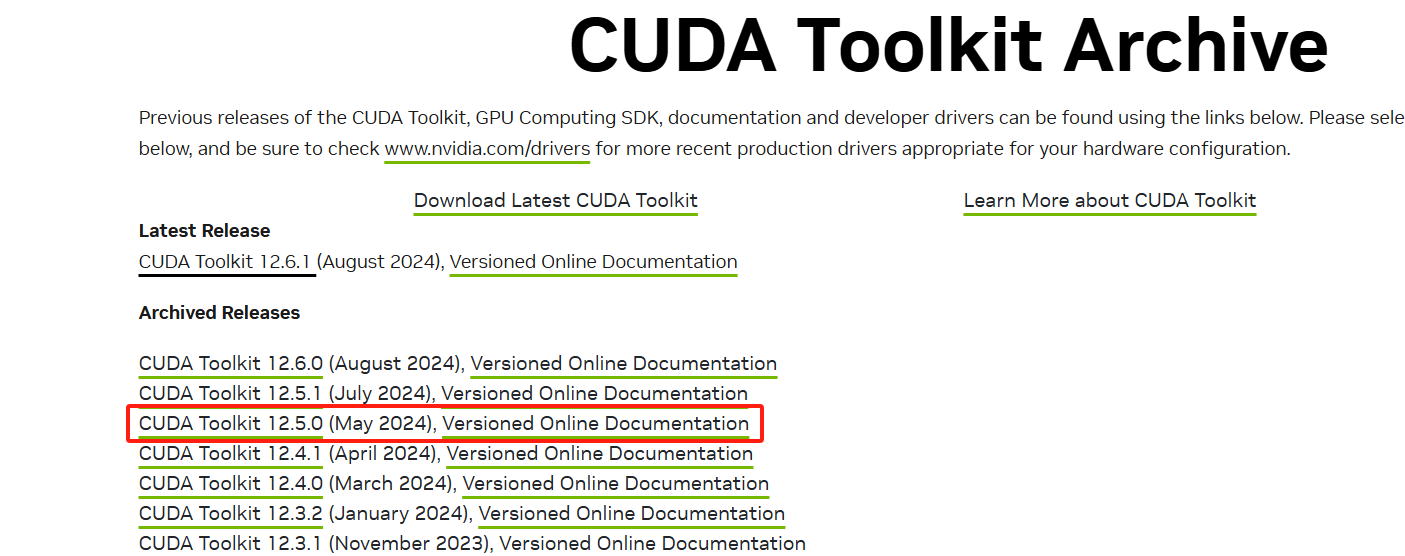 CUDA Toolkit Archive
Previous releases of the CUDA Toolkit, GPU Computing SDK, documentation and developer drivers can be found using the links below. Please sele
below, and be sure to check www.nvidia.com/drivers for more recent production drivers appropriate for your hardware configuration.
Download Latest CUDA Toolkit Learn More about CUDA Toolkit
Latest Release
CUDA Toolkit 12.6.1 (August 2024), Versioned Online Documentation
Archived Releases
CUDA Toolkit 12.6.0 (August 2024), Versioned Online Documentation
CUDA Toolkit 12.5.1 (July 2024), Versioned Online Documentation
CUDA Toolkit 12.5.0 (May 2024), Versioned Online Documentation
CUDA Toolkit 12.4.1 (April 2024), Versioned Online Documentation
CUDA Toolkit 12.4.0 (March 2024), Versioned Online Documentation
CUDA Toolkit 12.3.2 (January 2024), Versioned Online Documentation
CUDA Toolkit 12.3.1 (November 2023), Versioned Online Documentation